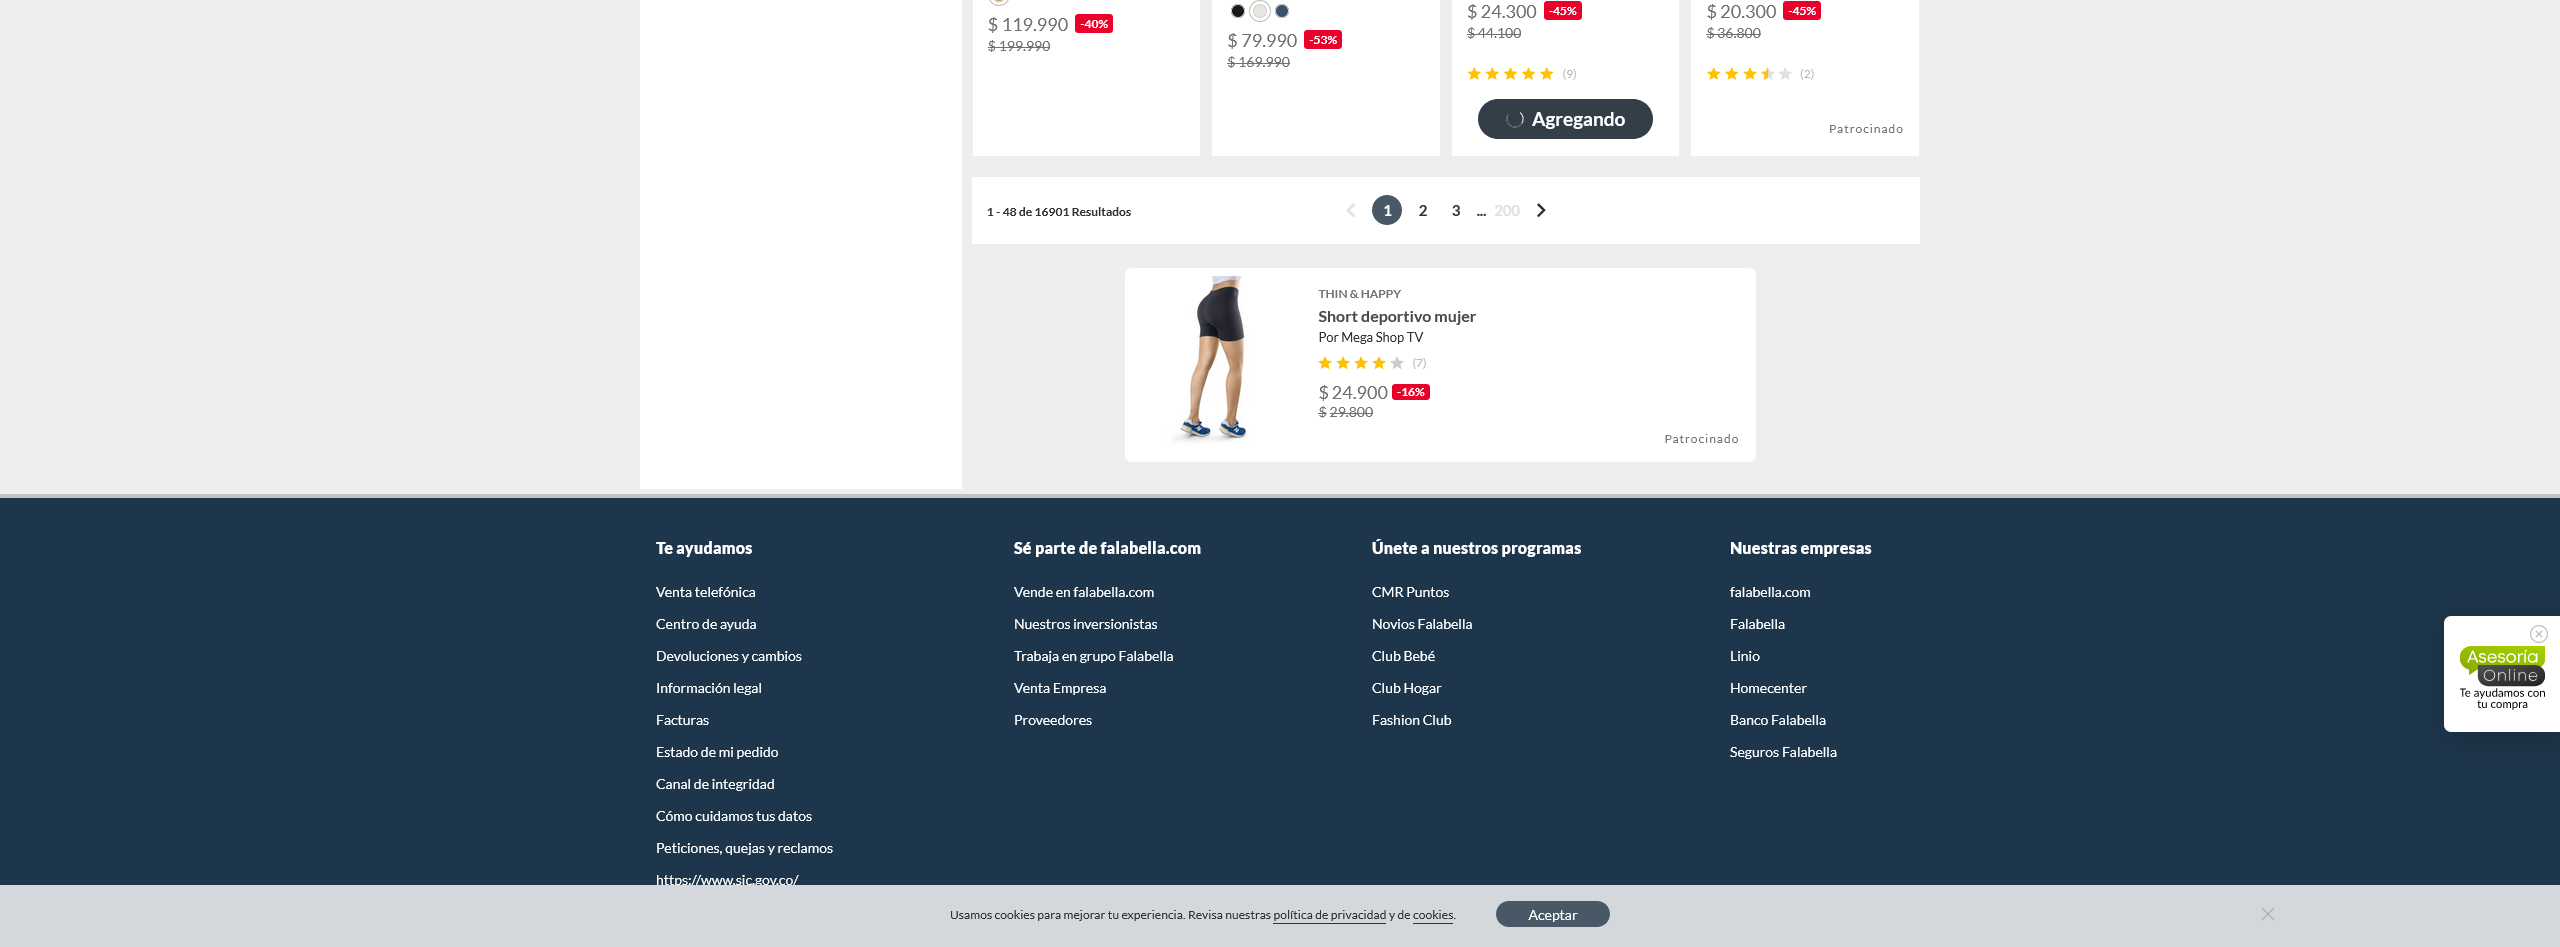 $ 119.990 -40%
$ 199.990
$ 79.990 -53%
$ 169.990
$ 24.300 -45%
$ 44.100
(9)
Agregando
$ 20.300 -45%
$ 36.800
(2)
Patrocinado
1 - 48 de 16901 Resultados
1 2 3 ... 200
THIN & HAPPY
Short deportivo mujer
Por Mega Shop TV
(7)
$ 24.900 -16%
$ 29.800
Patrocinado
Te ayudamos
Venta telefónica
Centro de ayuda
Devoluciones y cambios
Información legal
Facturas
Estado de mi pedido
Canal de integridad
Cómo cuidamos tus datos
Peticiones, quejas y reclamos
https://www.sic.gov.co/
Sé parte de falabella.com
Vende en falabella.com
Nuestros inversionistas
Trabaja en grupo Falabella
Venta Empresa
Proveedores
Únete a nuestros programas
CMR Puntos
Novios Falabella
Club Bebé
Club Hogar
Fashion Club
Nuestras empresas
falabella.com
Falabella
Linio
Homecenter
Banco Falabella
Seguros Falabella
Asesoría
Online
Te ayudamos con
tu compra
Usamos cookies para mejorar tu experiencia. Revisa nuestras política de privacidad y de cookies.
Aceptar